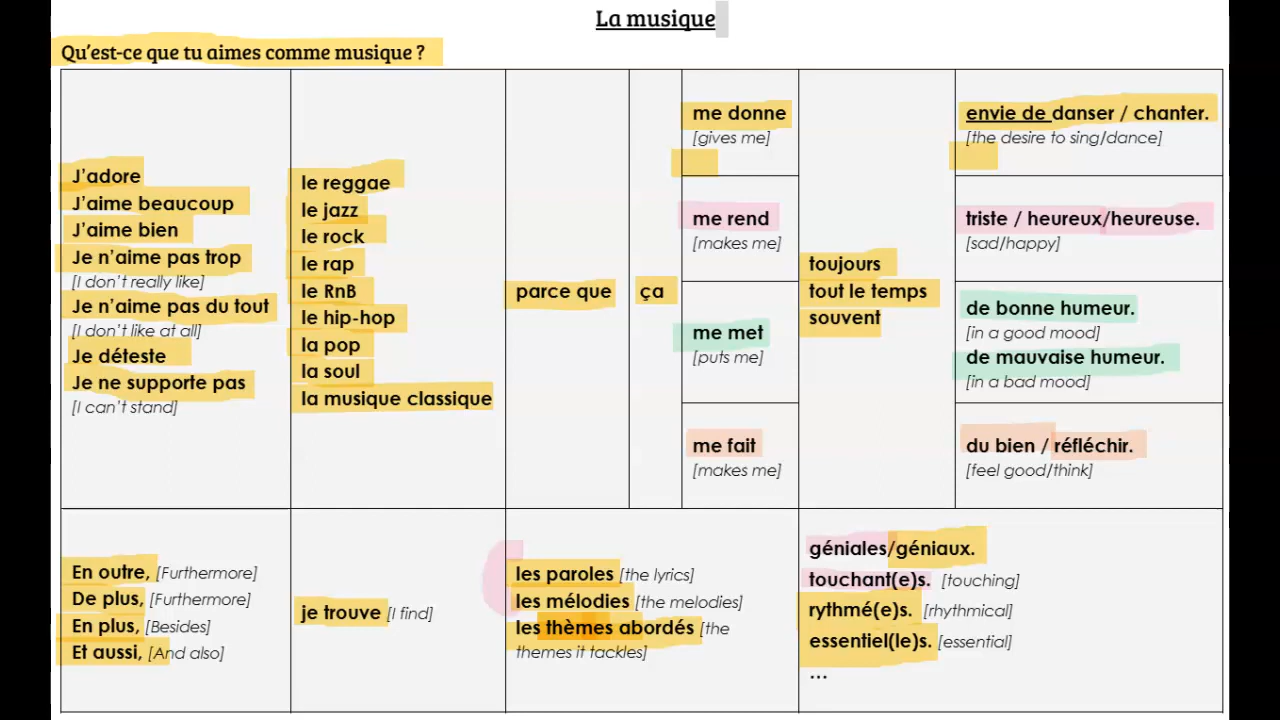 La musique
Qu'est-ce que tu aimes comme musique ?
J'adore
J'aime beaucoup
J'aime bien
Je n'aime pas trop
[I don't really like]
Je n'aime pas du tout
[I don't like at all]
Je déteste
Je ne supporte pas
[I can't stand]
le reggae
le jazz
le rock
le rap
le RnB
le hip-hop
la pop
la soul
la musique classique
parce que
ça
me donne
[gives me]
me rend
[makes me]
me met
[puts me]
me fait
[makes me]
toujours
tout le temps
souvent
envie de danser / chanter.
[the desire to sing/dance]
triste / heureux/heureuse.
[sad/happy]
de bonne humeur.
[in a good mood]
de mauvaise humeur.
[in a bad mood]
du bien / réfléchir.
[feel good/think]
En outre, [Furthermore]
De plus, [Furthermore]
En plus, [Besides]
Et aussi, [And also]
je trouve [I find]
les paroles [the lyrics]
les mélodies [the melodies]
les thèmes abordés [the
themes it tackles]
géniales/géniaux.
touchant(e)s. [touching]
rythmé(e)s. [rhythmical]
essentiel(le)s. [essential]
…